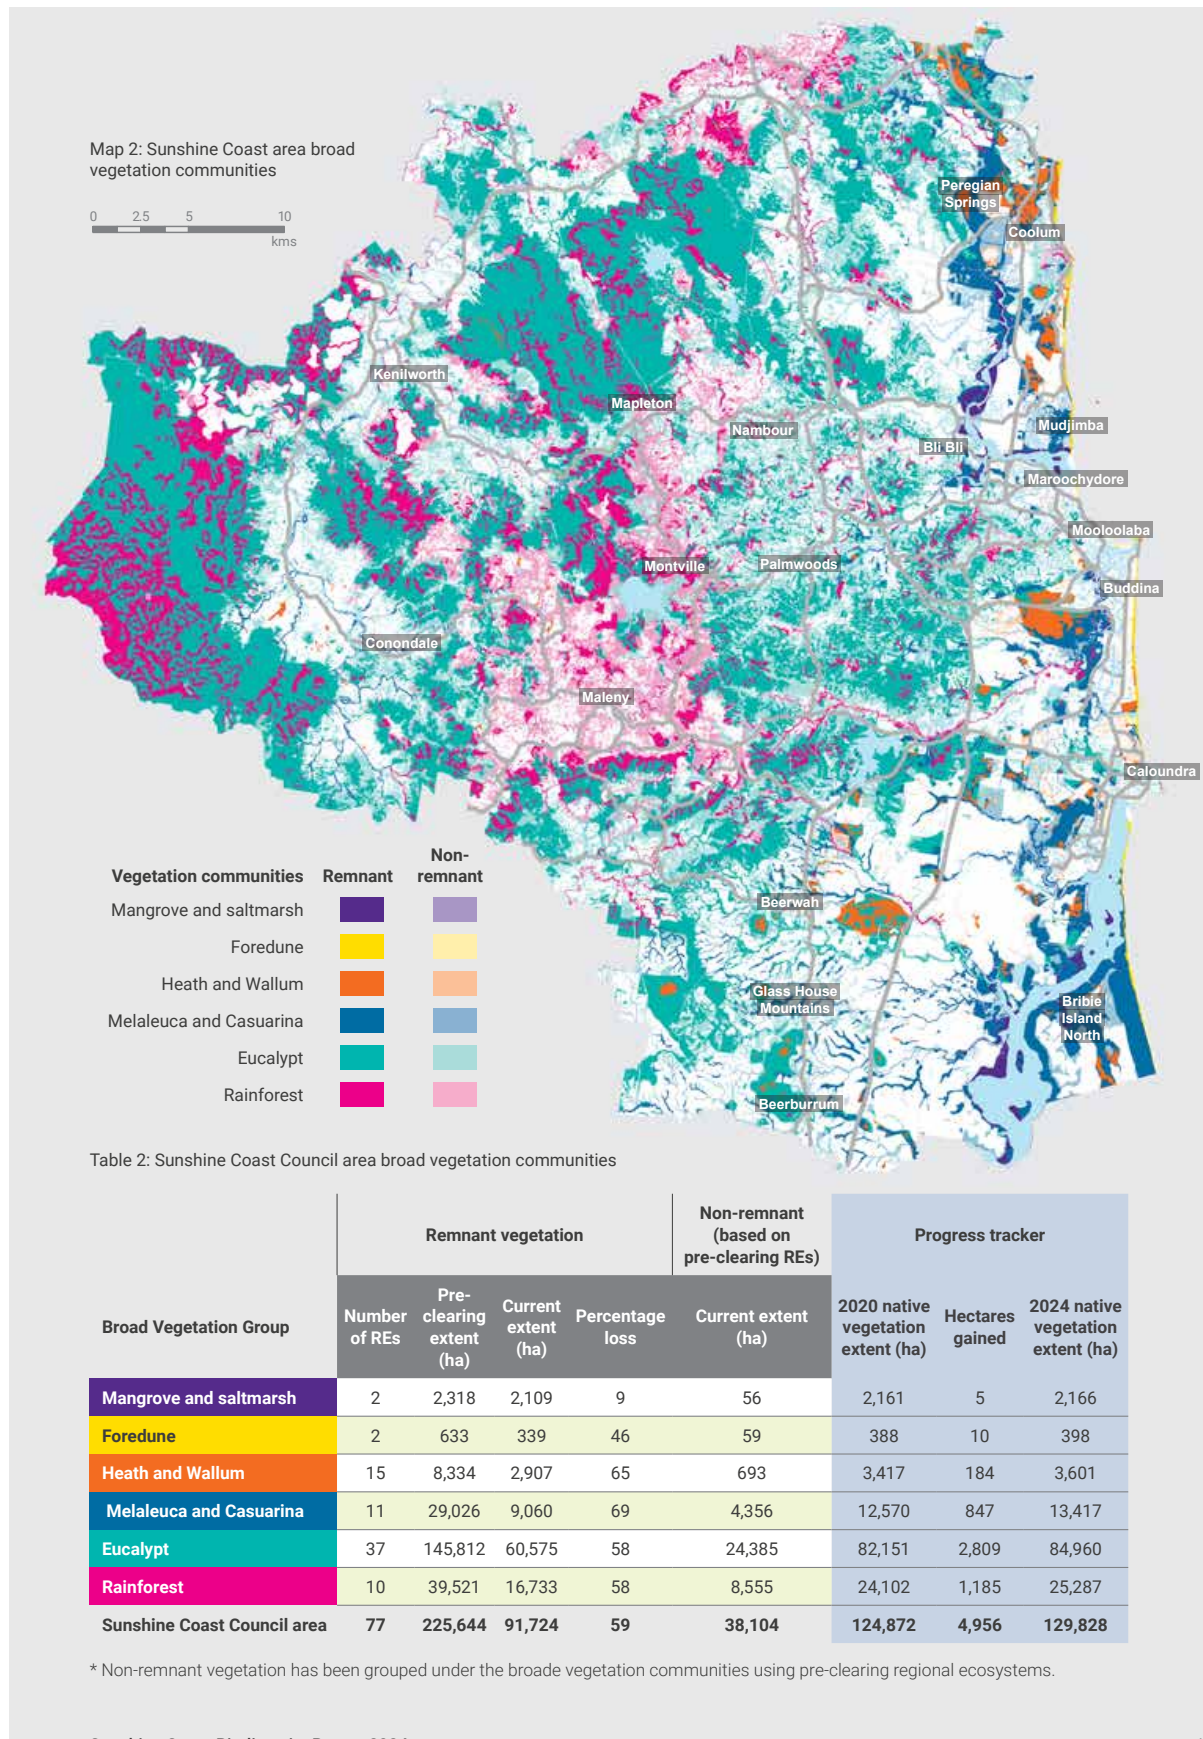 Map 2: Sunshine Coast area broad
vegetation communities
0 2.5 5 10
kms
Peregian
Springs
Coolum
Kenilworth
Mapleton
Nambour
Mudjimba
Bli Bli
Maroochydore
Mooloolaba
Montville
Palmwoods
Buddina
Conondale
Maleny
Caloundra
Beerwah
Glass House
Mountains
Bribie
Island
North
Beerburrum
Vegetation communities Remnant Non-
remnant
Mangrove and saltmarsh
Foredune
Heath and Wallum
Melaleuca and Casuarina
Eucalypt
Rainforest
Table 2: Sunshine Coast Council area broad vegetation communities
Remnant vegetation
Non-remnant
(based on
pre-clearing REs)
Progress tracker
Broad Vegetation Group
Number
of REs
Pre-
clearing
extent
(ha)
Current
extent
(ha)
Percentage
loss
Current extent
(ha)
2020 native
vegetation
extent (ha)
Hectares
gained
2024 native
vegetation
extent (ha)
Mangrove and saltmarsh 2 2,318 2,109 9 56 2,161 5 2,166
Foredune 2 633 339 46 59 388 10 398
Heath and Wallum 15 8,334 2,907 65 693 3,417 184 3,601
Melaleuca and Casuarina 11 29,026 9,060 69 4,356 12,570 847 13,417
Eucalypt 37 145,812 60,575 58 24,385 82,151 2,809 84,960
Rainforest 10 39,521 16,733 58 8,555 24,102 1,185 25,287
Sunshine Coast Council area 77 225,644 91,724 59 38,104 124,872 4,956 129,828
* Non-remnant vegetation has been grouped under the broade vegetation communities using pre-clearing regional ecosystems.